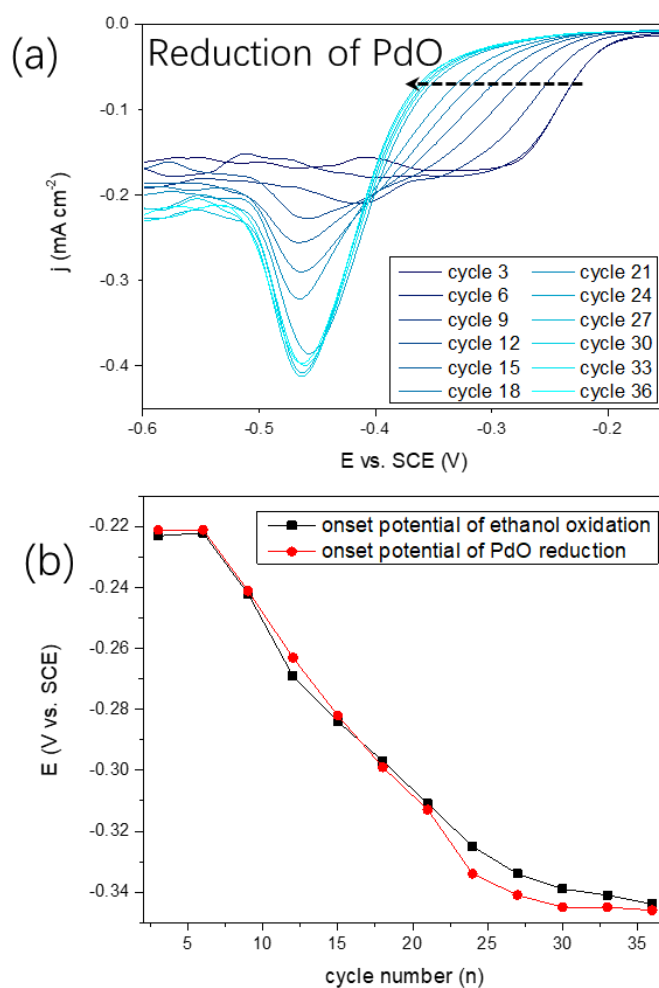 (a)
Reduction of PdO
0.0
-0.1
-0.2
-0.3
-0.4
j (mA cm⁻²)
cycle 3 cycle 21
cycle 6 cycle 24
cycle 9 cycle 27
cycle 12 cycle 30
cycle 15 cycle 33
cycle 18 cycle 36
-0.6 -0.5 -0.4 -0.3 -0.2
E vs. SCE (V)
(b)
onset potential of ethanol oxidation
onset potential of PdO reduction
-0.22
-0.24
-0.26
-0.28
-0.30
-0.32
-0.34
E (V vs. SCE)
5 10 15 20 25 30 35
cycle number (n)